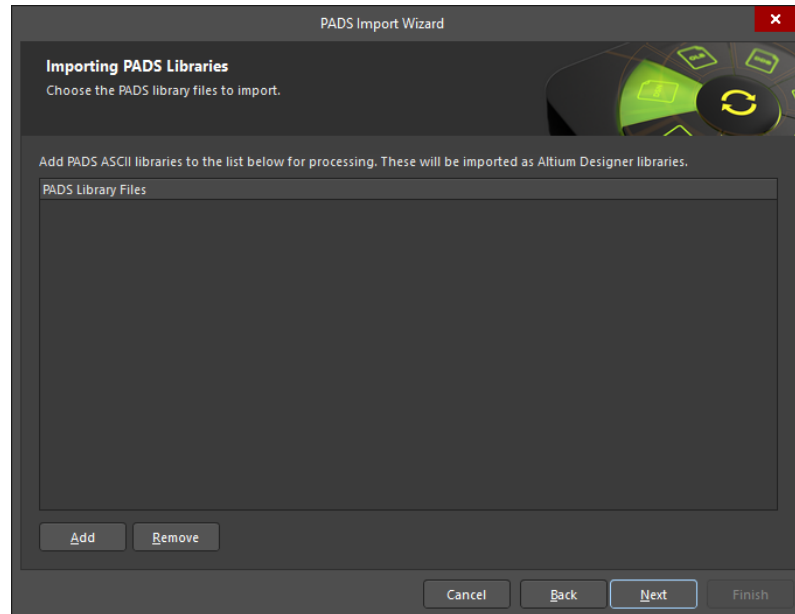 PADS Import Wizard
Importing PADS Libraries
Choose the PADS library files to import.
Add PADS ASCII libraries to the list below for processing. These will be imported as Altium Designer libraries.
PADS Library Files
Add Remove
Cancel Back Next Finish